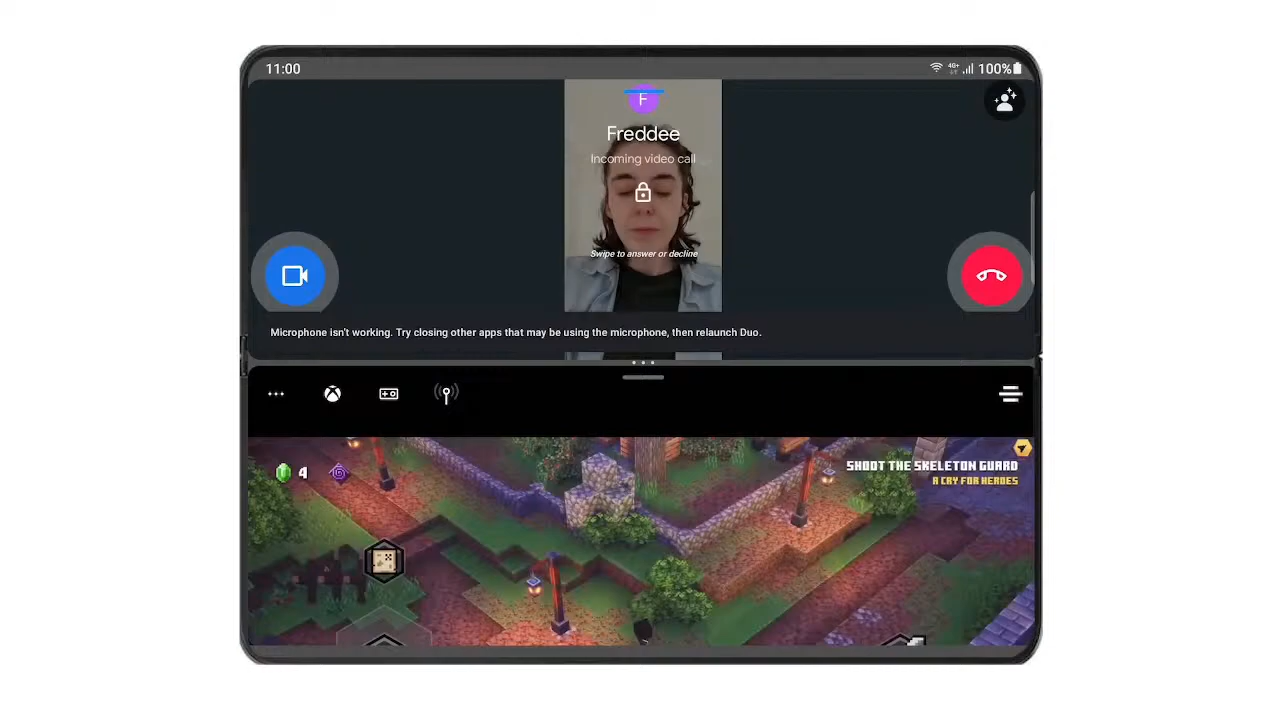 11:00
4G+
100%
F
Freddee
Incoming video call
Swipe to answer or decline
Microphone isn't working. Try closing other apps that may be using the microphone, then relaunch Duo.
4
SHOOT THE SKELETON GUARD
A CRY FOR HEROES